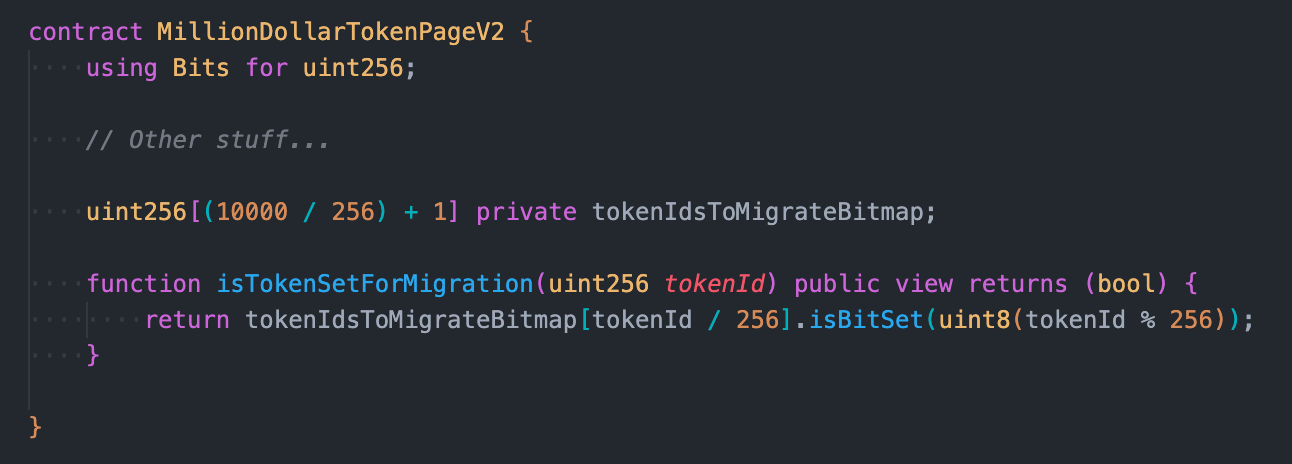 contract MillionDollarTokenPageV2 {
using Bits for uint256;
// Other stuff...
uint256[(10000 / 256) + 1] private tokenIdsToMigrateBitmap;
function isTokenSetForMigration(uint256 tokenId) public view returns (bool) {
return tokenIdsToMigrateBitmap[tokenId / 256].isBitSet(uint8(tokenId % 256));
}
}